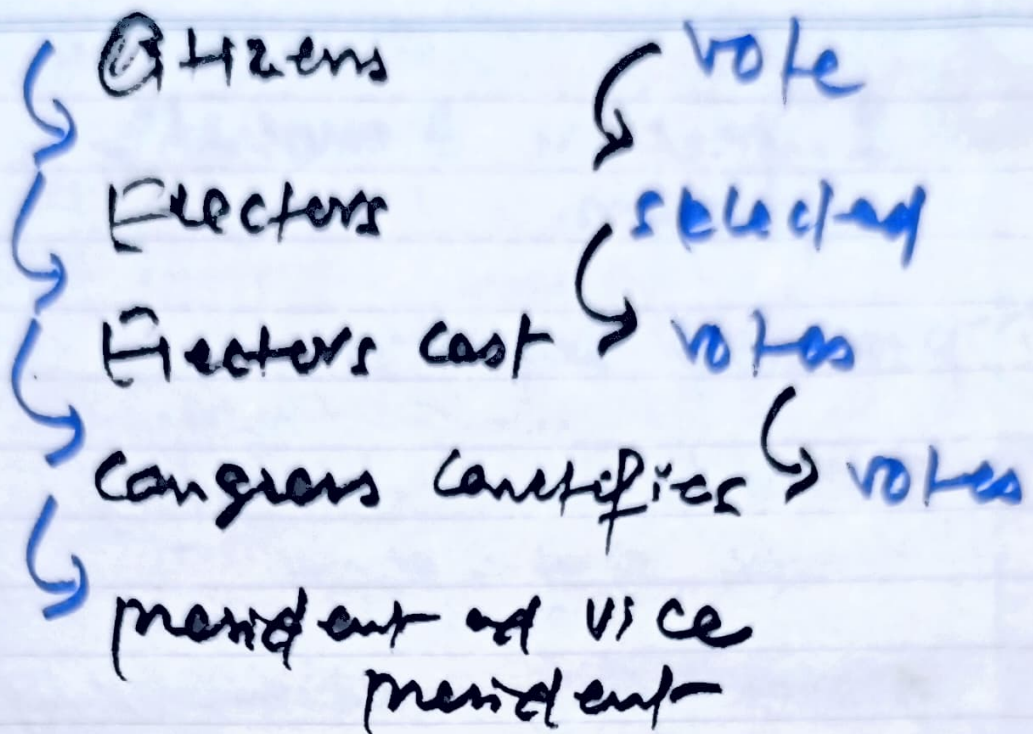 Citizens vote
Electors selected
Electors cast votes
Congress certifies votes
president and vice
president